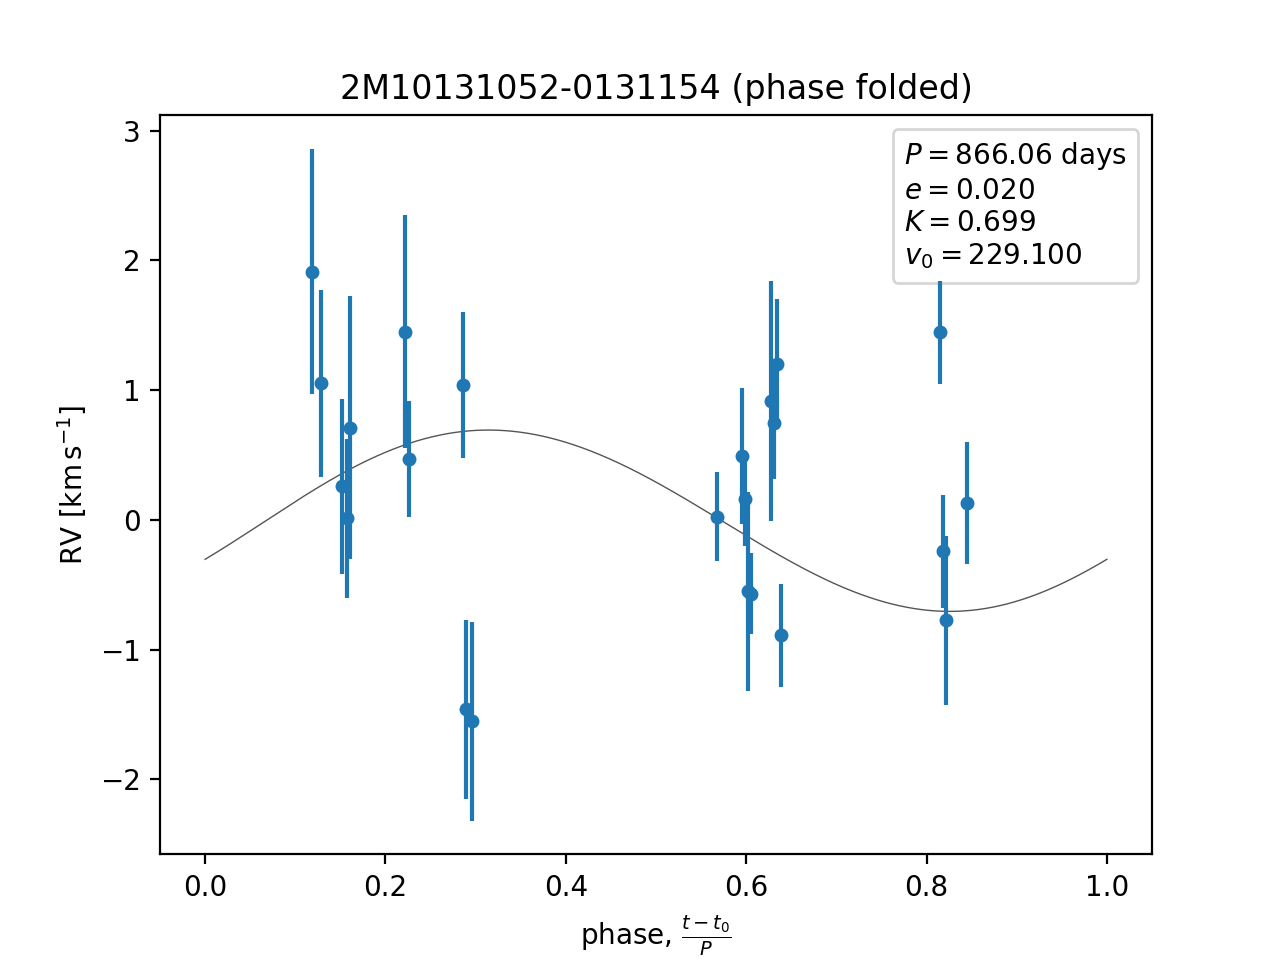 2M10131052-0131154 (phase folded)
P = 866.06 days
e = 0.020
K = 0.699
v₀ = 229.100
3
2
1
0
−1
−2
RV [km s⁻¹]
0.0 0.2 0.4 0.6 0.8 1.0
phase, (t − t₀)/P